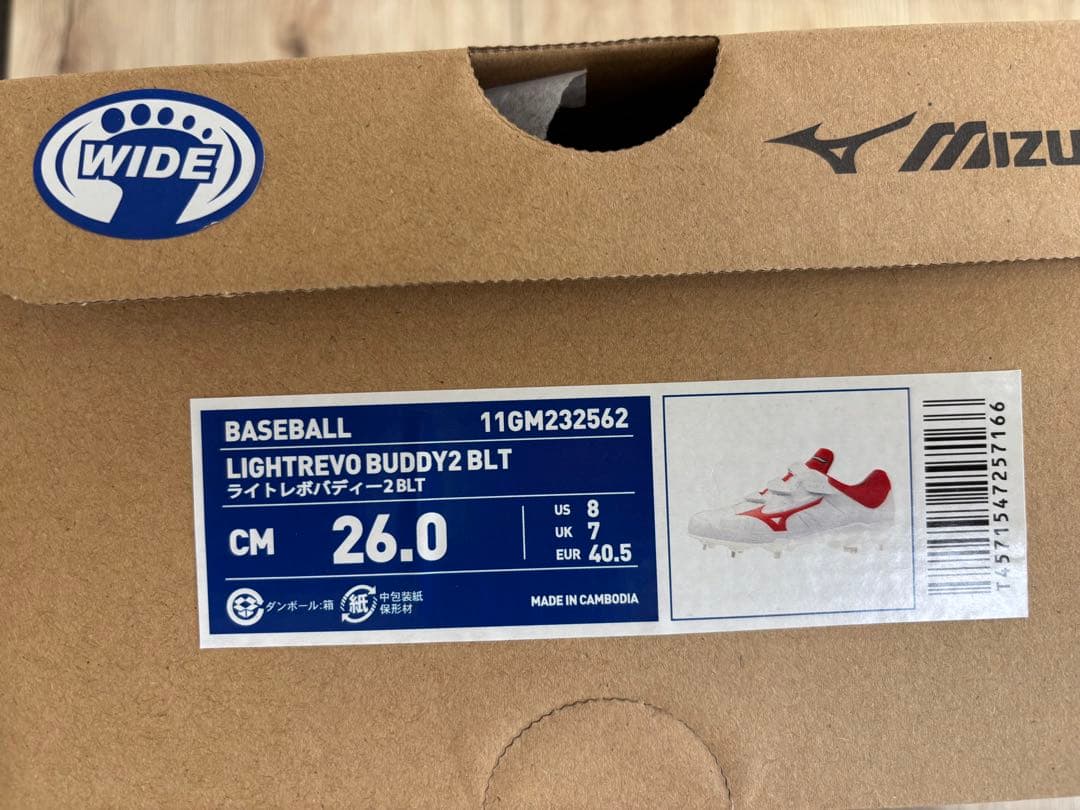 WIDE
MIZU
BASEBALL 11GM232562
LIGHTREVO BUDDY2 BLT
ライトレボバディー2BLT
CM 26.0
US 8
UK 7
EUR 40.5
ダンボール:箱
紙
中包装紙
保形材
MADE IN CAMBODIA
T4571547257166